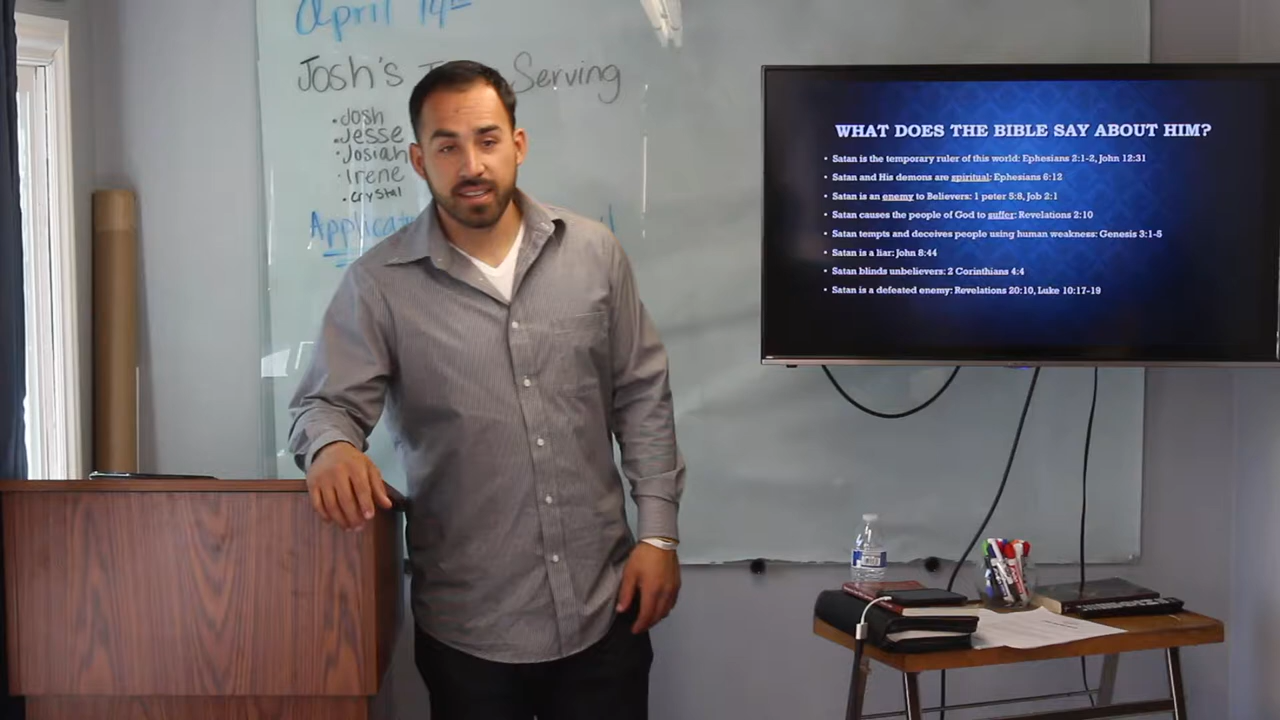 April 14th
Josh's Serving
• Josh
• Jesse
• Josiah
• Irene
• Crystal
WHAT DOES THE BIBLE SAY ABOUT HIM?
• Satan is the temporary ruler of this world: Ephesians 2:1-2, John 12:31
• Satan and His demons are spiritual: Ephesians 6:12
• Satan is an enemy to Believers: 1 peter 5:8, Job 2:1
• Satan causes the people of God to suffer: Revelations 2:10
• Satan tempts and deceives people using human weakness: Genesis 3:1-5
• Satan is a liar: John 8:44
• Satan blinds unbelievers: 2 Corinthians 4:4
• Satan is a defeated enemy: Revelations 20:10, Luke 10:17-19